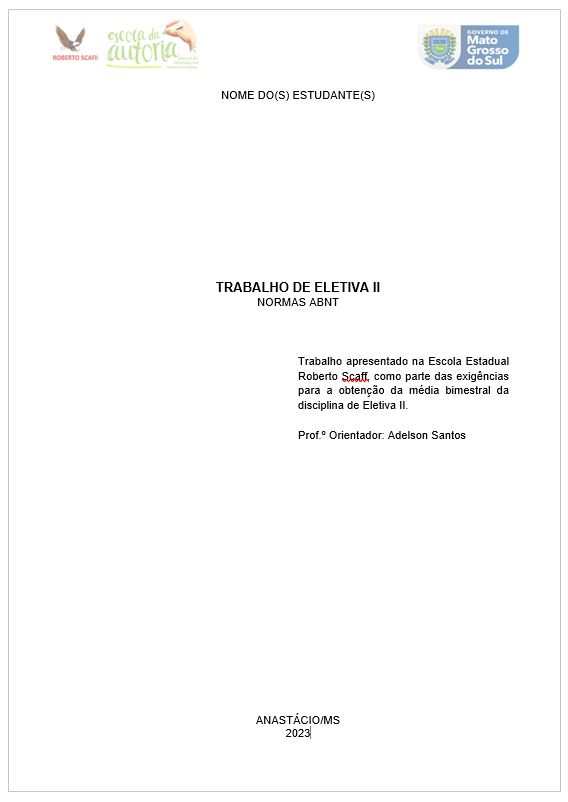 ROBERTO SCAFF
escola da
autoria
GOVERNO DE
Mato
Grosso
do Sul
NOME DO(S) ESTUDANTE(S)
TRABALHO DE ELETIVA II
NORMAS ABNT
Trabalho apresentado na Escola Estadual
Roberto Scaff, como parte das exigências
para a obtenção da média bimestral da
disciplina de Eletiva II.
Prof.º Orientador: Adelson Santos
ANASTÁCIO/MS
2023